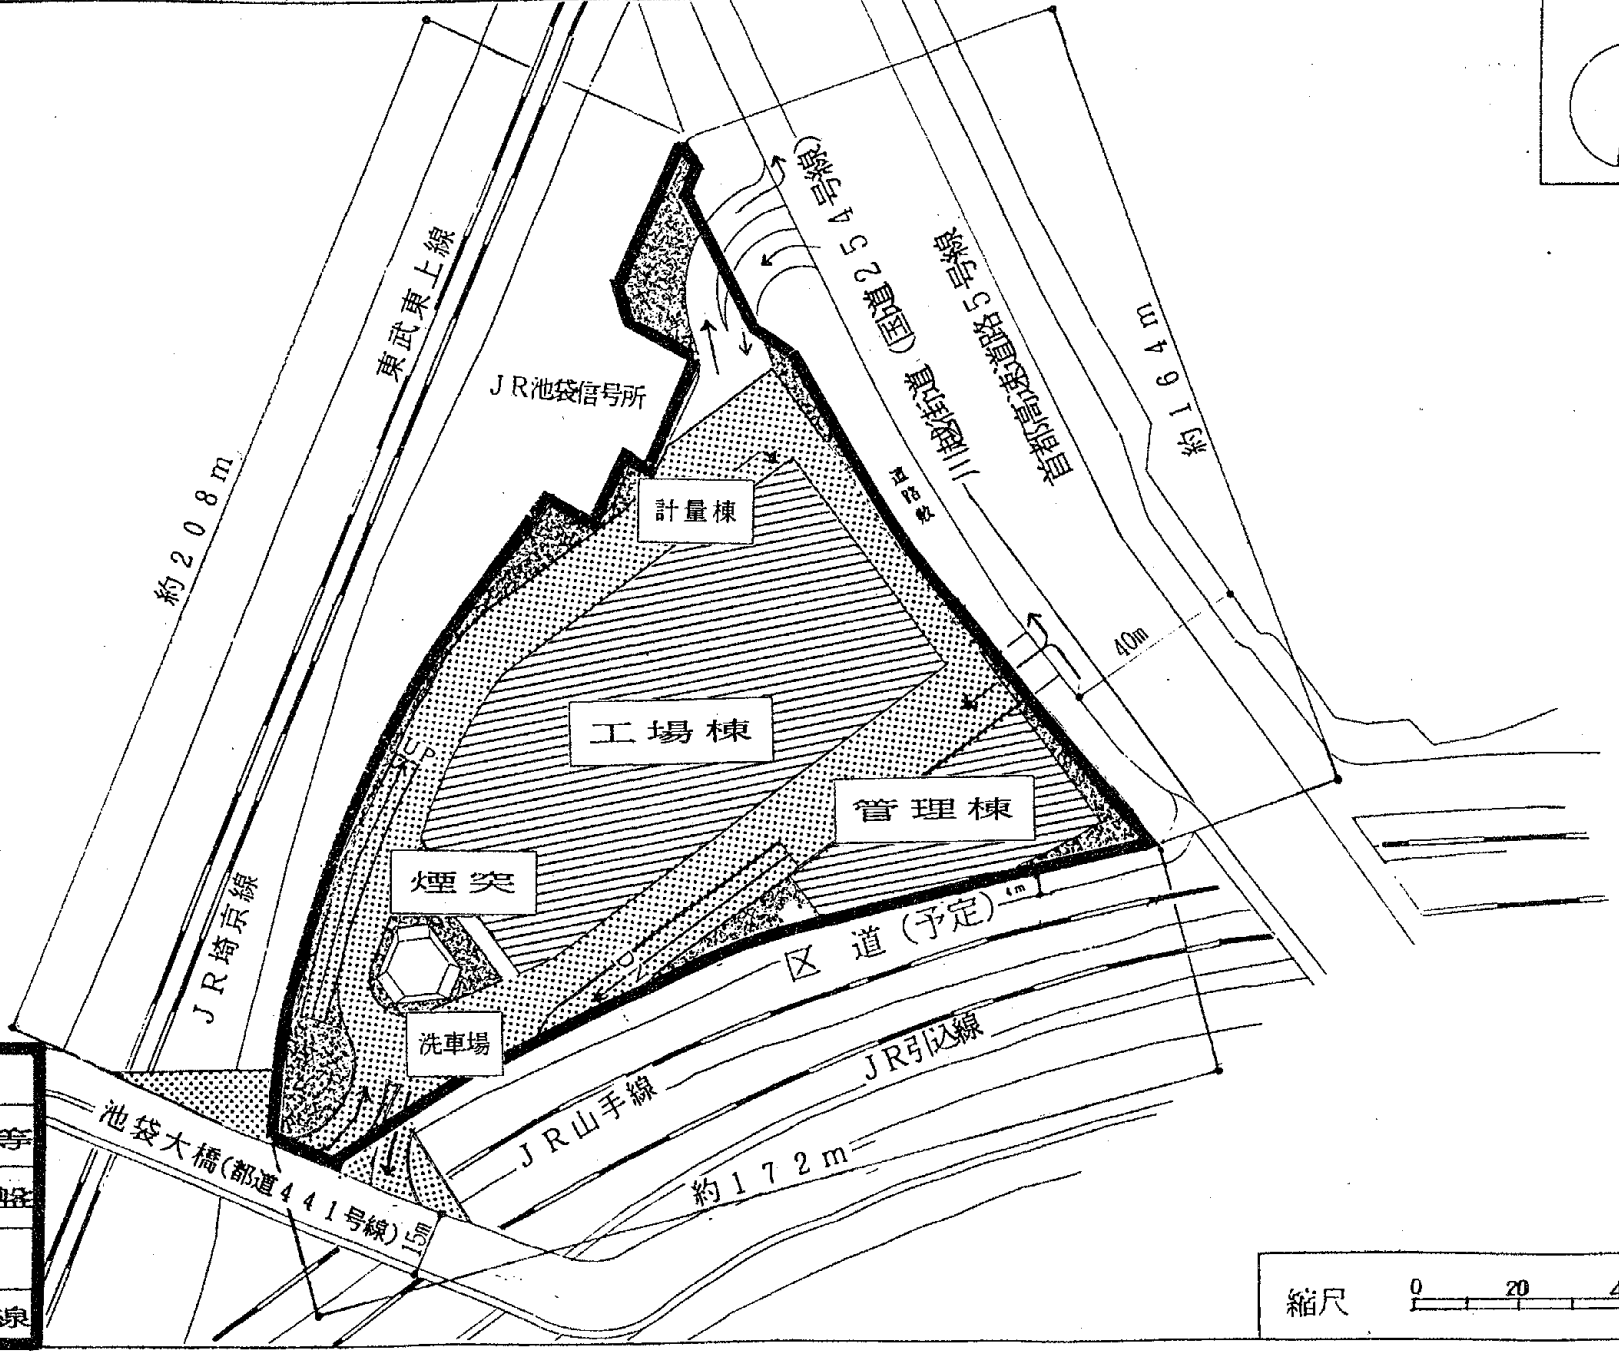 約208m
東武東上線
JR池袋信号所
川越街道(国道254号線)
首都高速道路5号線
約164m
道路敷
計量棟
40m
工場棟
UP
管理棟
煙突
JR埼京線
4m
区道(予定)
洗車場
JR引込線
JR山手線
池袋大橋(都道441号線)
15m
約172m
等
線
縮尺 0 20